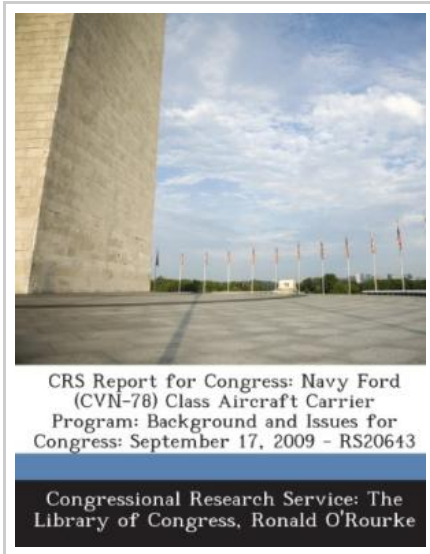 CRS Report for Congress: Navy Ford
(CVN-78) Class Aircraft Carrier
Program: Background and Issues for
Congress: September 17, 2009 - RS20643
Congressional Research Service: The
Library of Congress, Ronald O'Rourke